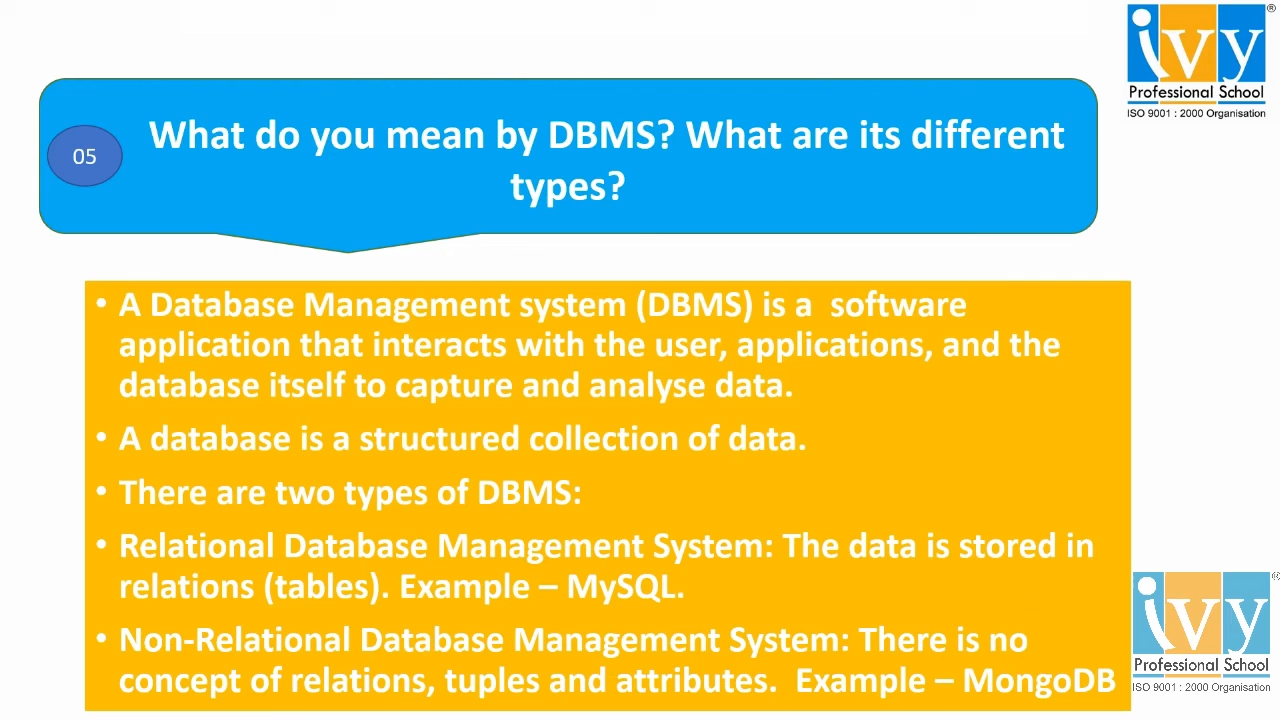 ivy
®
Professional School
ISO 9001 : 2000 Organisation
05
What do you mean by DBMS? What are its different
types?
• A Database Management system (DBMS) is a  software
application that interacts with the user, applications, and the
database itself to capture and analyse data.
• A database is a structured collection of data.
• There are two types of DBMS:
• Relational Database Management System: The data is stored in
relations (tables). Example – MySQL.
• Non-Relational Database Management System: There is no
concept of relations, tuples and attributes.  Example – MongoDB
ivy
®
Professional School
ISO 9001 : 2000 Organisation